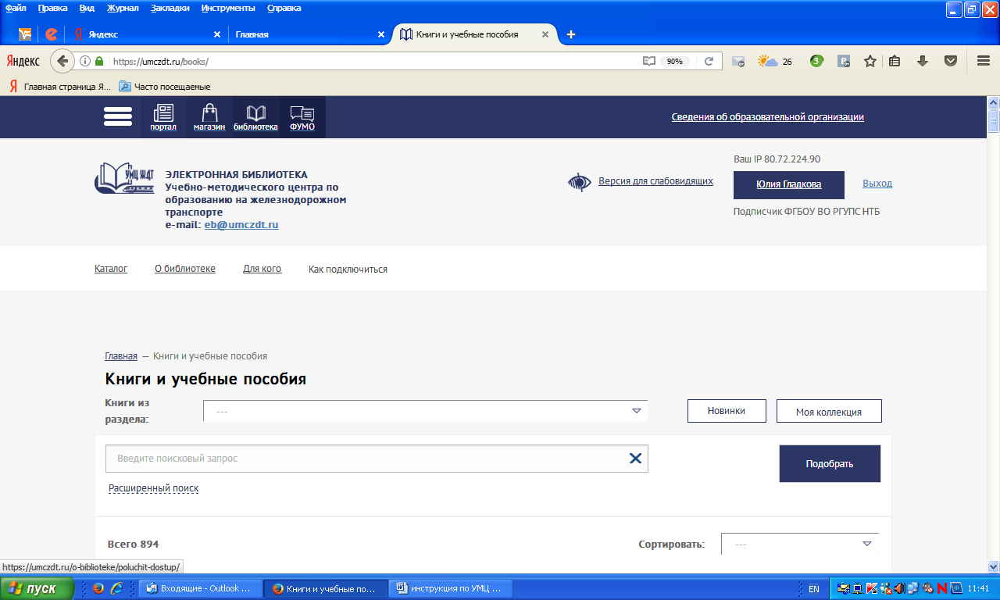 Файл Правка Вид Журнал Закладки Инструменты Справка
Яндекс Главная Книги и учебные пособия
Яндекс https://umczdt.ru/books/ 90% 26 3
Главная страница Я... Часто посещаемые
портал магазин библиотека ФУМО Сведения об образовательной организации
Ваш IP 80.72.224.90
УМЦ ЖДТ
ЭЛЕКТРОННАЯ БИБЛИОТЕКА
Учебно-методического центра по
образованию на железнодорожном
транспорте
e-mail: eb@umczdt.ru
Версия для слабовидящих
Юлия Гладкова Выход
Подписчик ФГБОУ ВО РГУПС НТБ
Каталог О библиотеке Для кого Как подключиться
Главная — Книги и учебные пособия
Книги и учебные пособия
Книги из
раздела:
--- Новинки Моя коллекция
Введите поисковый запрос Подобрать
Расширенный поиск
Всего 894 Сортировать: ---
https://umczdt.ru/o-biblioteke/poluchit-dostup/
пуск Входящие - Outlook ... Книги и учебные по... инструкция по УМЦ ... EN 11:41